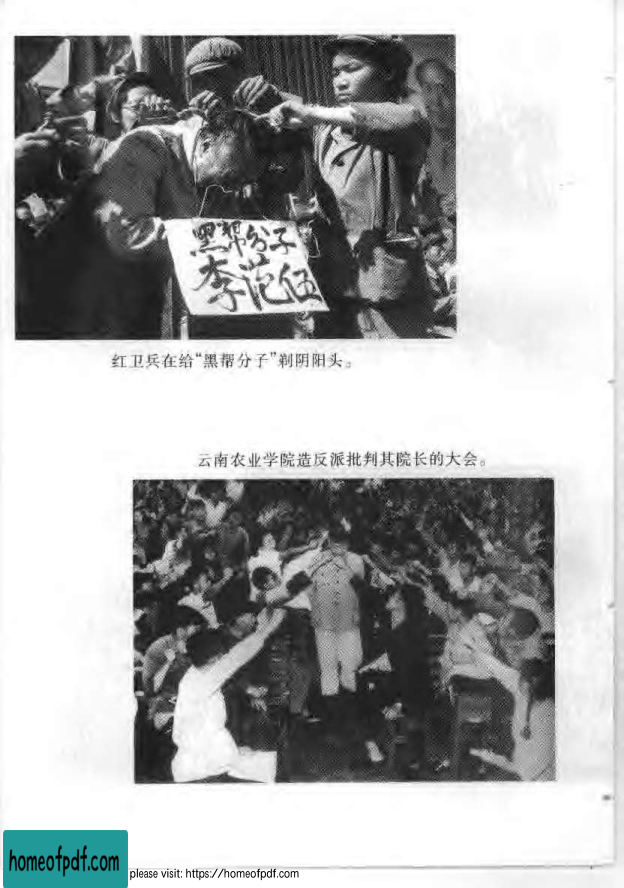 黑帮分子
李范伍
红卫兵在给“黑帮分子”剃阴阳头。
云南农业学院造反派批判其院长的大会。
homeofpdf.com
please visit: https://homeofpdf.com